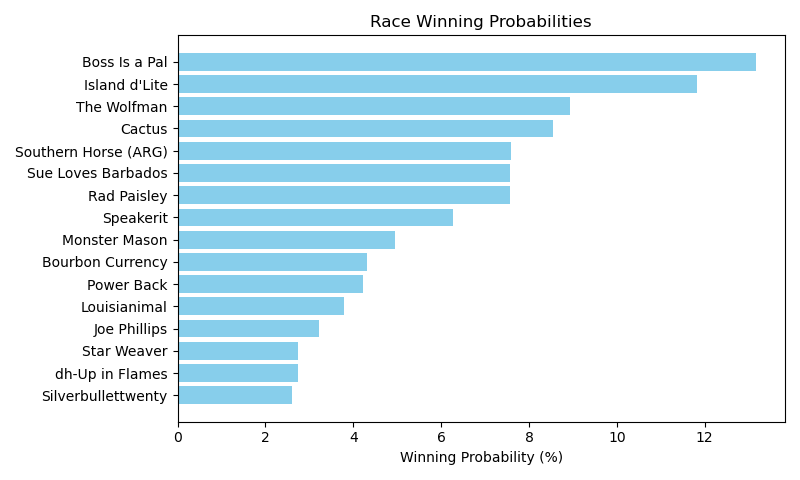 Race Winning Probabilities
Boss Is a Pal
Island d'Lite
The Wolfman
Cactus
Southern Horse (ARG)
Sue Loves Barbados
Rad Paisley
Speakerit
Monster Mason
Bourbon Currency
Power Back
Louisianimal
Joe Phillips
Star Weaver
dh-Up in Flames
Silverbullettwenty
0 2 4 6 8 10 12
Winning Probability (%)